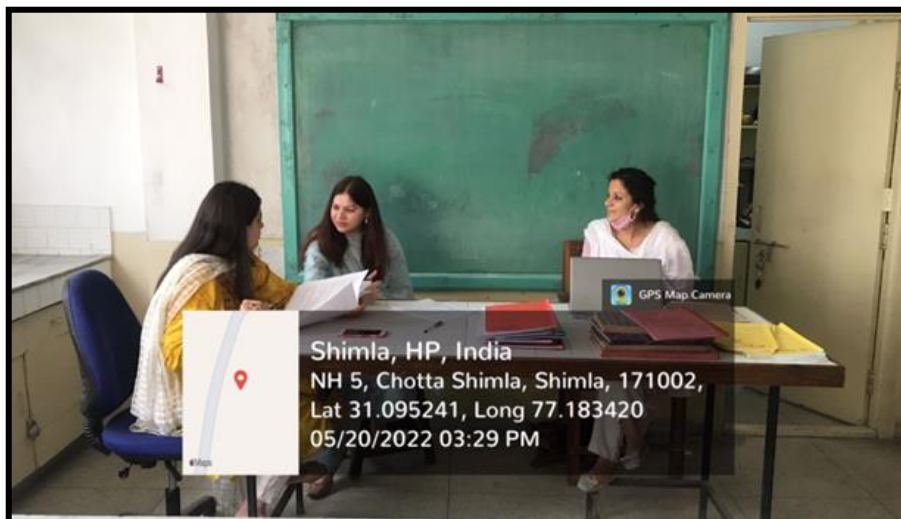 GPS Map Camera
Shimla, HP, India
NH 5, Chotta Shimla, Shimla, 171002,
Lat 31.095241, Long 77.183420
05/20/2022 03:29 PM
Maps